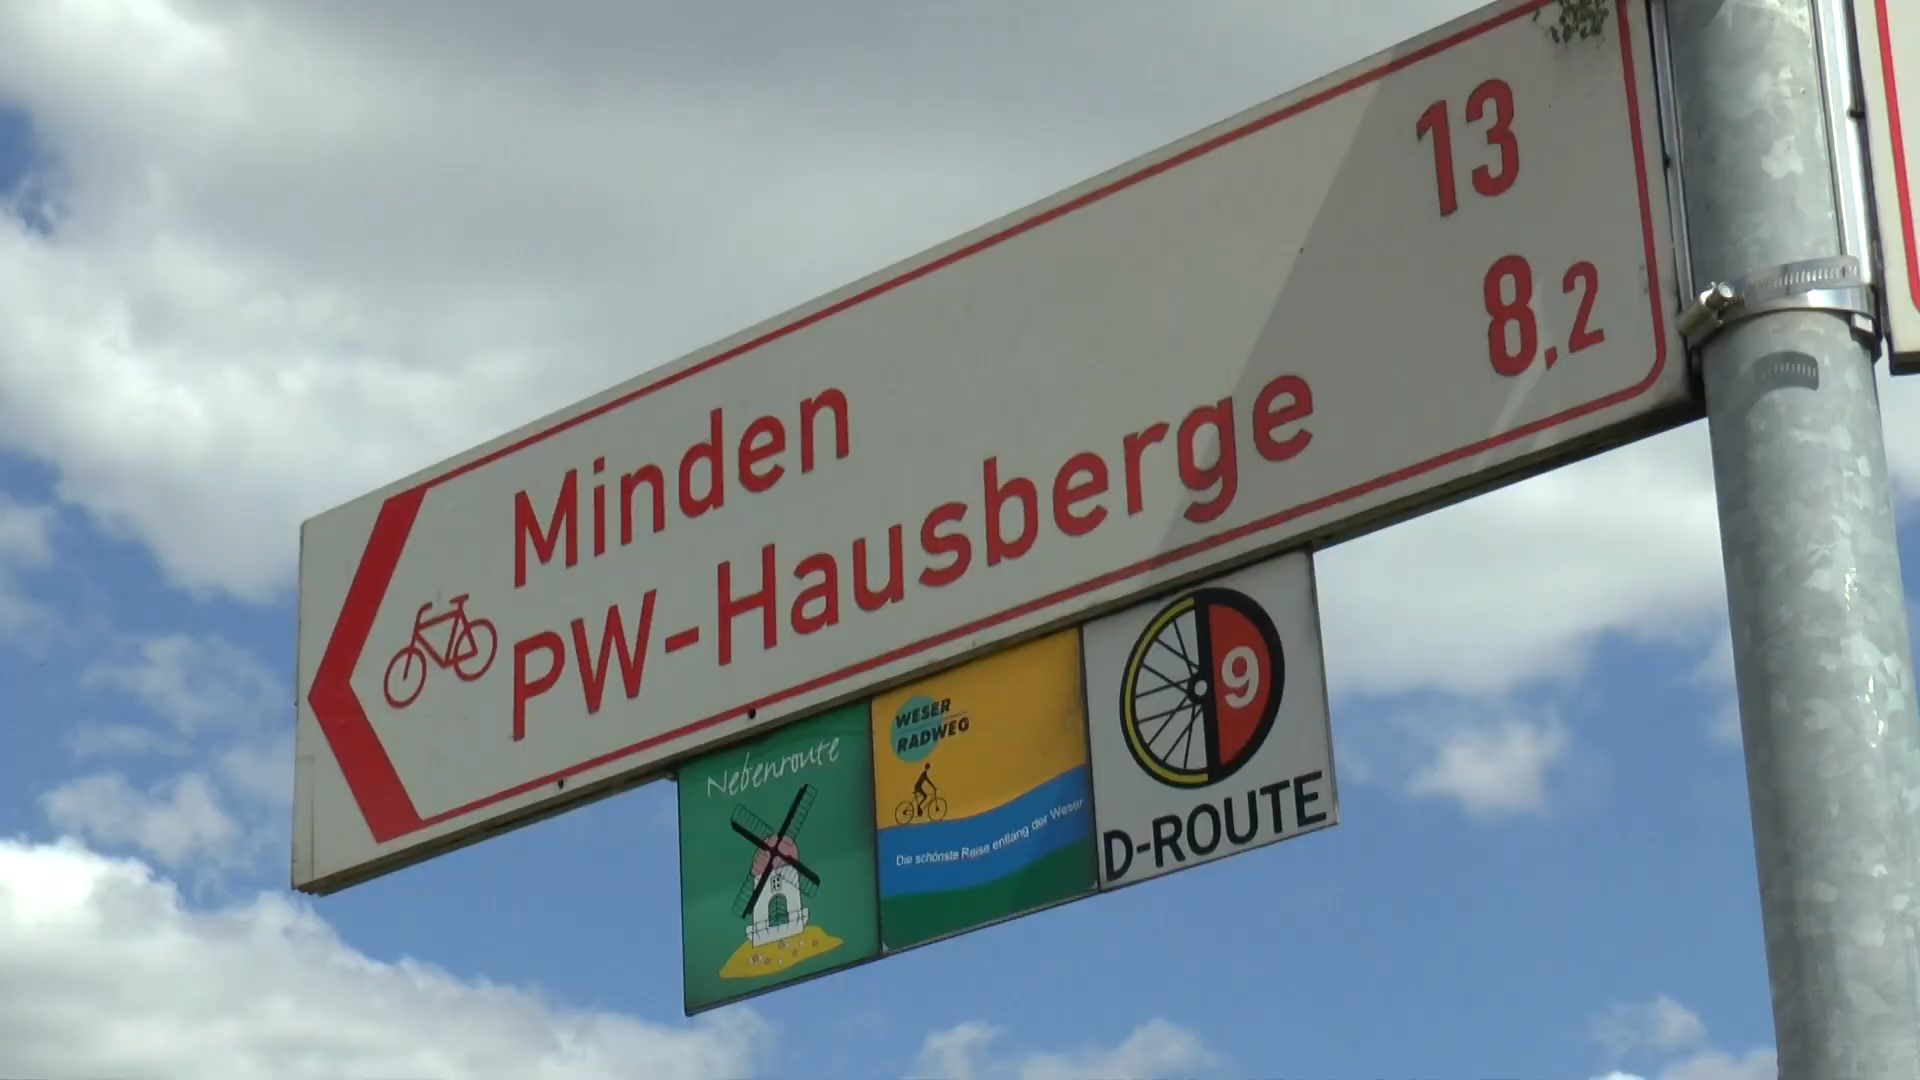 Minden 13
PW-Hausberge 8,2
Nebenroute
WESER
RADWEG
Die schönste Reise entlang der Weser
9
D-ROUTE